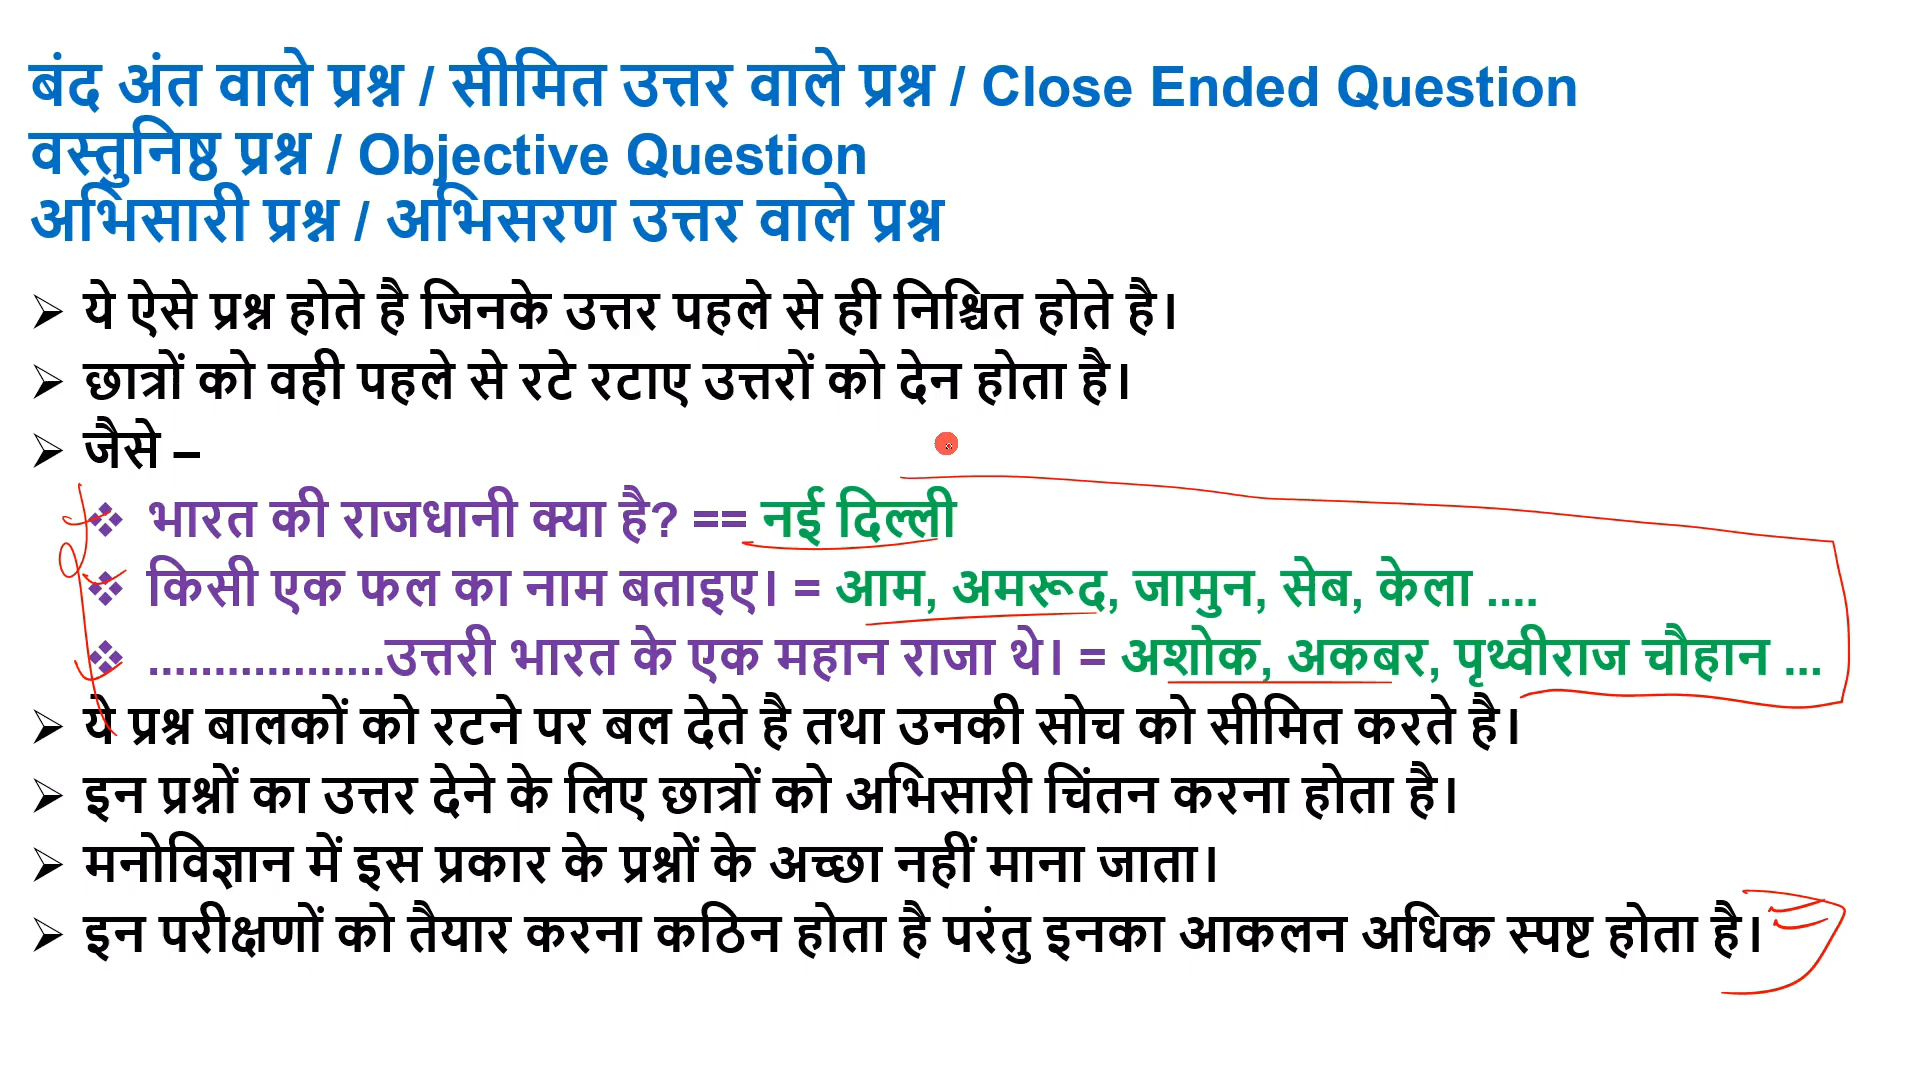 बंद अंत वाले प्रश्न / सीमित उत्तर वाले प्रश्न / Close Ended Question
वस्तुनिष्ठ प्रश्न / Objective Question
अभिसारी प्रश्न / अभिसरण उत्तर वाले प्रश्न
➢ ये ऐसे प्रश्न होते है जिनके उत्तर पहले से ही निश्चित होते है।
➢ छात्रों को वही पहले से रटे रटाए उत्तरों को देन होता है।
➢ जैसे –
❖ भारत की राजधानी क्या है? == नई दिल्ली
❖ किसी एक फल का नाम बताइए। = आम, अमरूद, जामुन, सेब, केला ....
❖ ..................उत्तरी भारत के एक महान राजा थे। = अशोक, अकबर, पृथ्वीराज चौहान ...
➢ ये प्रश्न बालकों को रटने पर बल देते है तथा उनकी सोच को सीमित करते है।
➢ इन प्रश्नों का उत्तर देने के लिए छात्रों को अभिसारी चिंतन करना होता है।
➢ मनोविज्ञान में इस प्रकार के प्रश्नों के अच्छा नहीं माना जाता।
➢ इन परीक्षणों को तैयार करना कठिन होता है परंतु इनका आकलन अधिक स्पष्ट होता है।